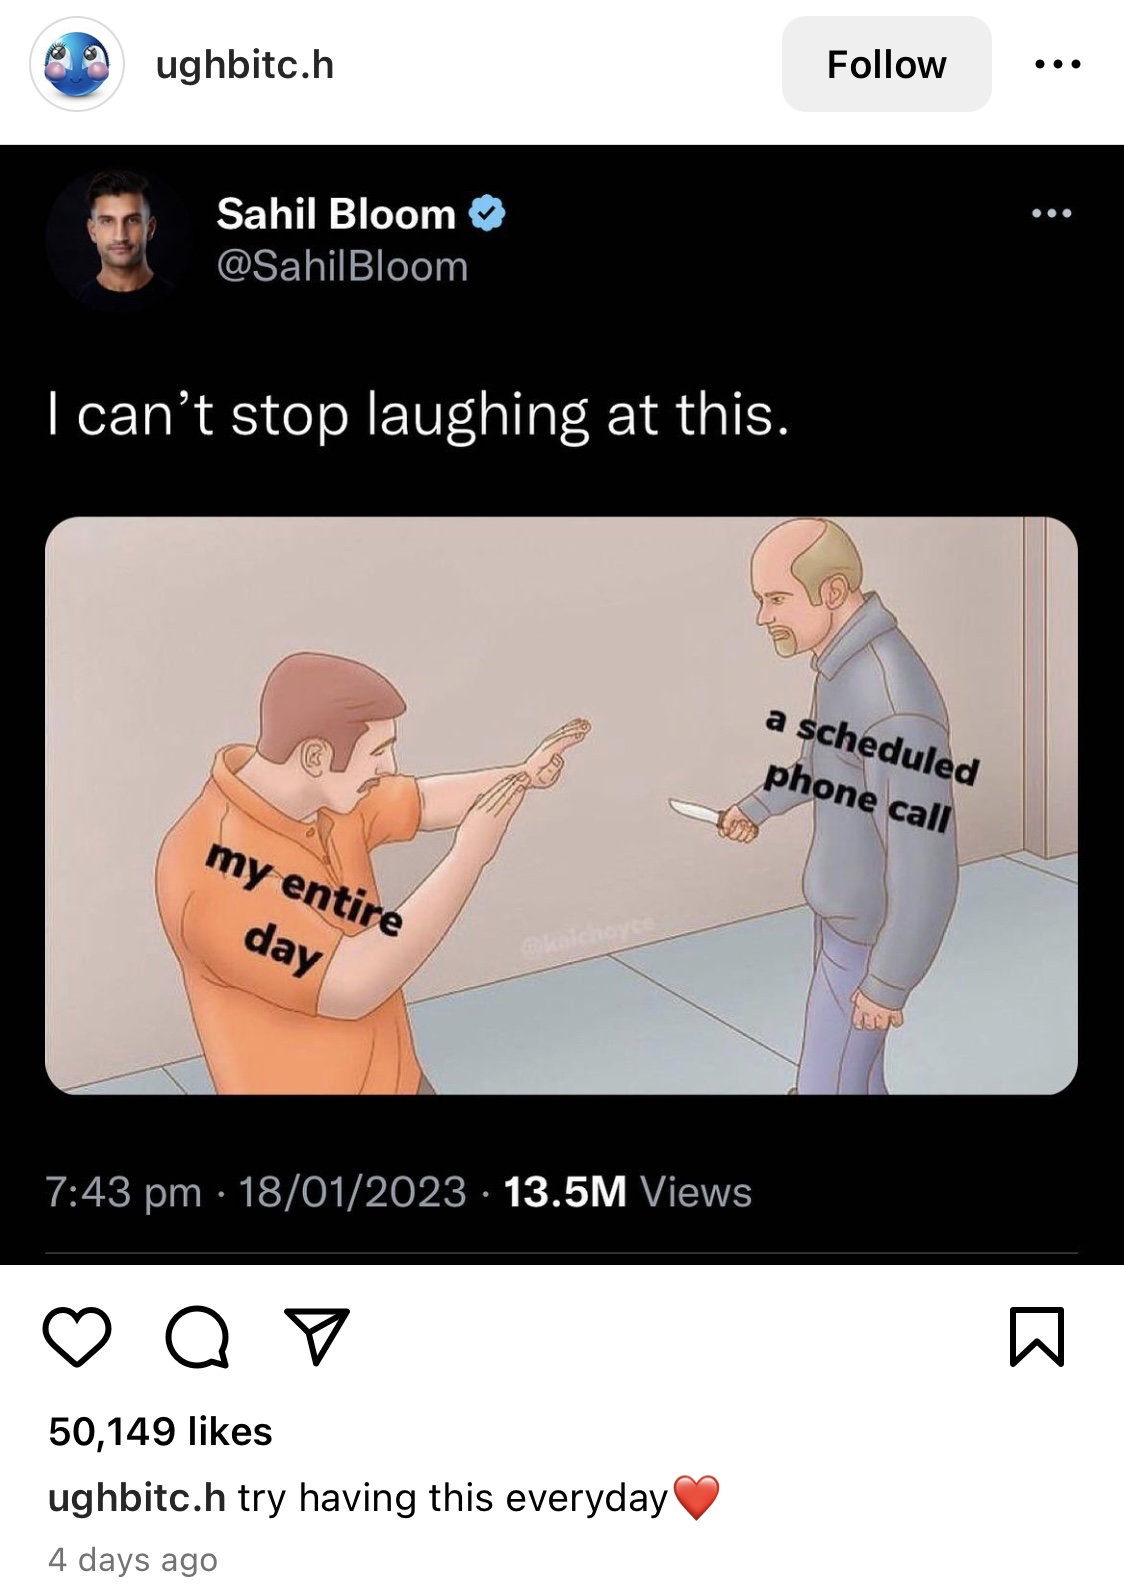 ughbitc.h
Follow
Sahil Bloom
@SahilBloom
I can’t stop laughing at this.
a scheduled
phone call
my entire
day
@kaichoyce
7:43 pm · 18/01/2023 · 13.5M Views
50,149 likes
ughbitc.h try having this everyday❤️
4 days ago